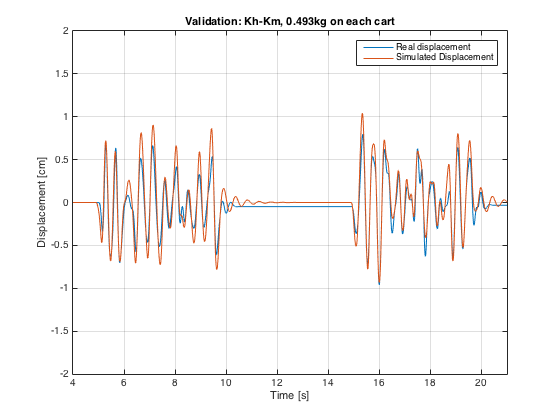 Validation: Kh-Km, 0.493kg on each cart
Real displacement
Simulated Displacement
Displacement [cm]
2
1.5
1
0.5
0
-0.5
-1
-1.5
-2
4 6 8 10 12 14 16 18 20
Time [s]